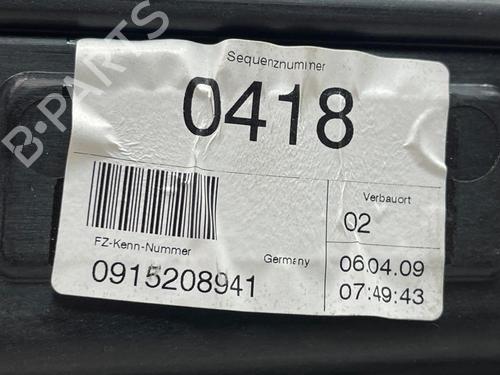 B-PARTS
Sequenznummer
0418
Verbauort
02
FZ-Kenn-Nummer
Germany
0915208941
06.04.09
07:49:43